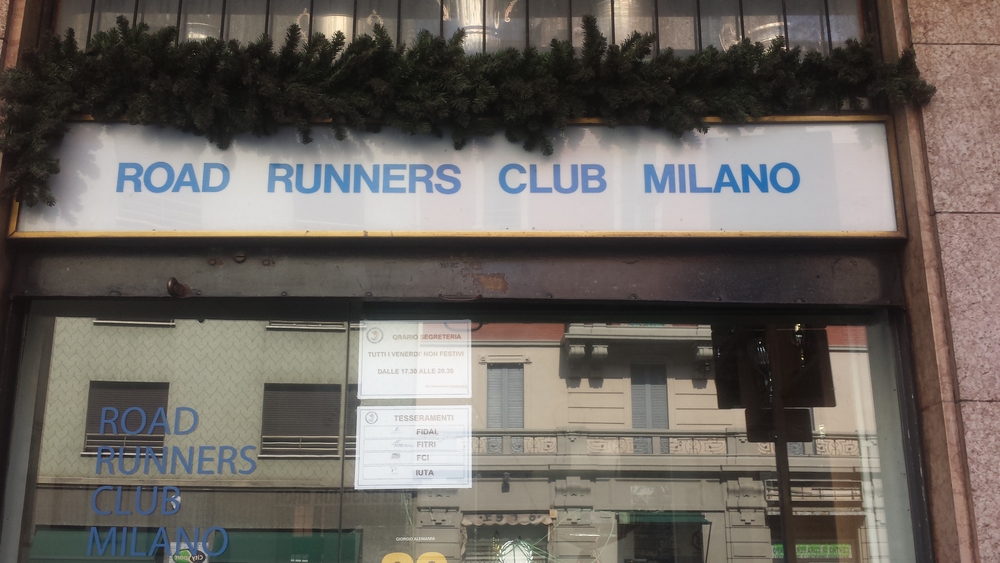 ROAD RUNNERS CLUB MILANO
ORARIO SEGRETERIA
TUTTI I VENERDI' NON FESTIVI
DALLE 17.30 ALLE 20.30
TESSERAMENTI
FIDAL
FITRI
FCI
IUTA
ROAD
RUNNERS
CLUB
MILANO